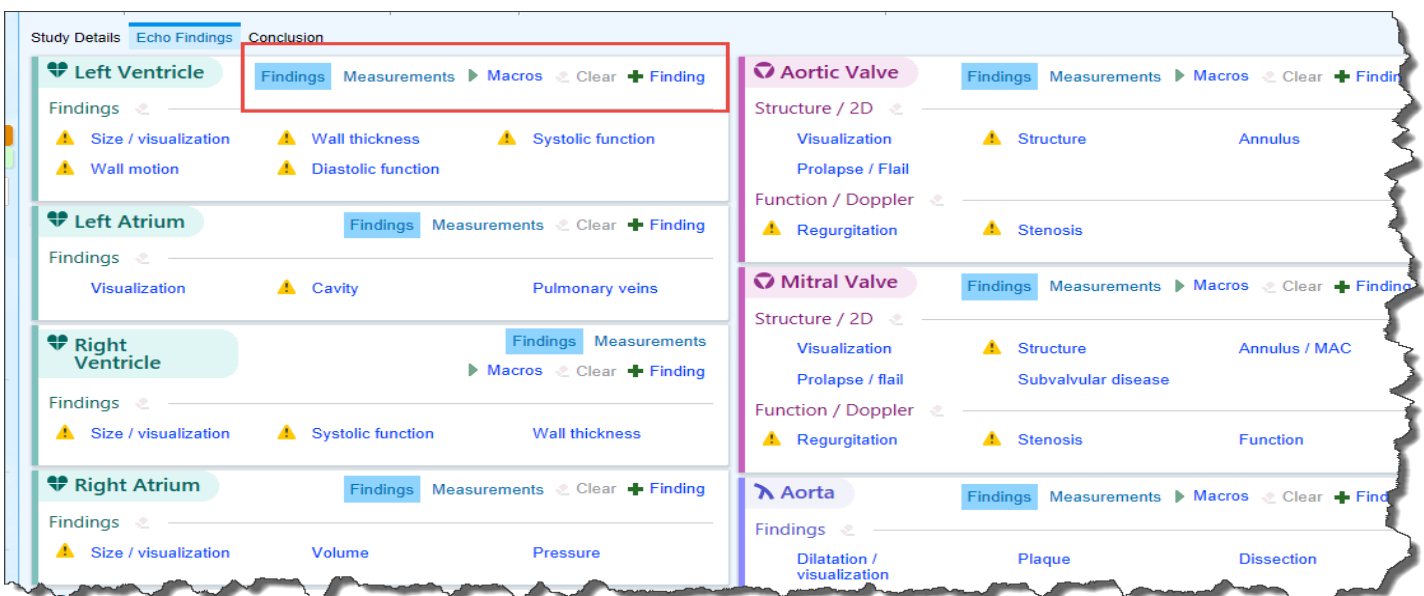 Study Details Echo Findings Conclusion
Left Ventricle Findings Measurements Macros Clear Finding
Findings
Size / visualization Wall thickness Systolic function
Wall motion Diastolic function
Left Atrium Findings Measurements Clear Finding
Findings
Visualization Cavity Pulmonary veins
Right
Ventricle
Findings Measurements
Macros Clear Finding
Findings
Size / visualization Systolic function Wall thickness
Right Atrium Findings Measurements Clear Finding
Findings
Size / visualization Volume Pressure
Aortic Valve Findings Measurements Macros Clear Findin
Structure / 2D
Visualization Structure Annulus
Prolapse / Flail
Function / Doppler
Regurgitation Stenosis
Mitral Valve Findings Measurements Macros Clear Finding
Structure / 2D
Visualization Structure Annulus / MAC
Prolapse / flail Subvalvular disease
Function / Doppler
Regurgitation Stenosis Function
Aorta Findings Measurements Macros Clear Find
Findings
Dilatation /
visualization
Plaque Dissection